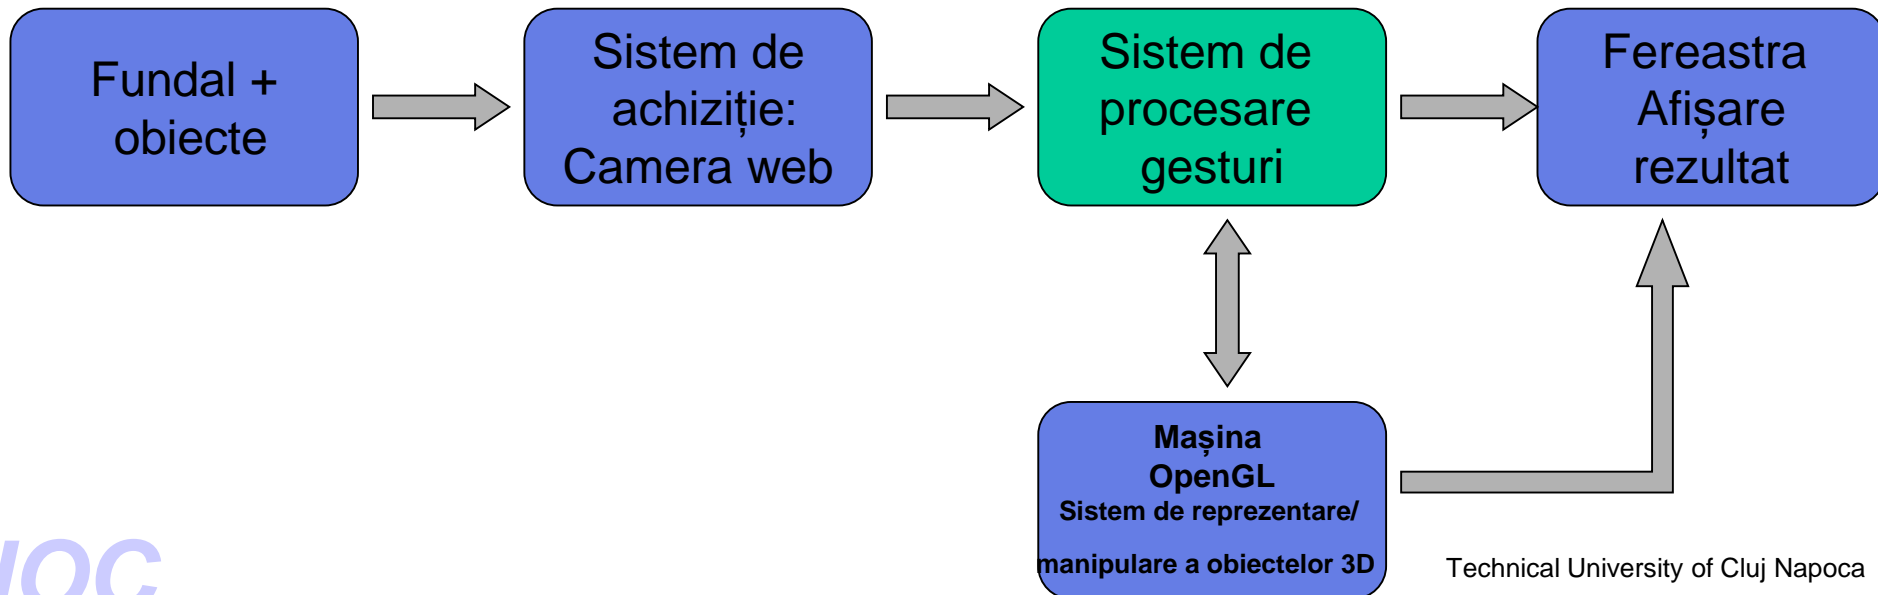 Fundal +
obiecte
Sistem de
achiziție:
Camera web
Sistem de
procesare
gesturi
Fereastra
Afișare
rezultat
Mașina
OpenGL
Sistem de reprezentare/
manipulare a obiectelor 3D
Technical University of Cluj Napoca